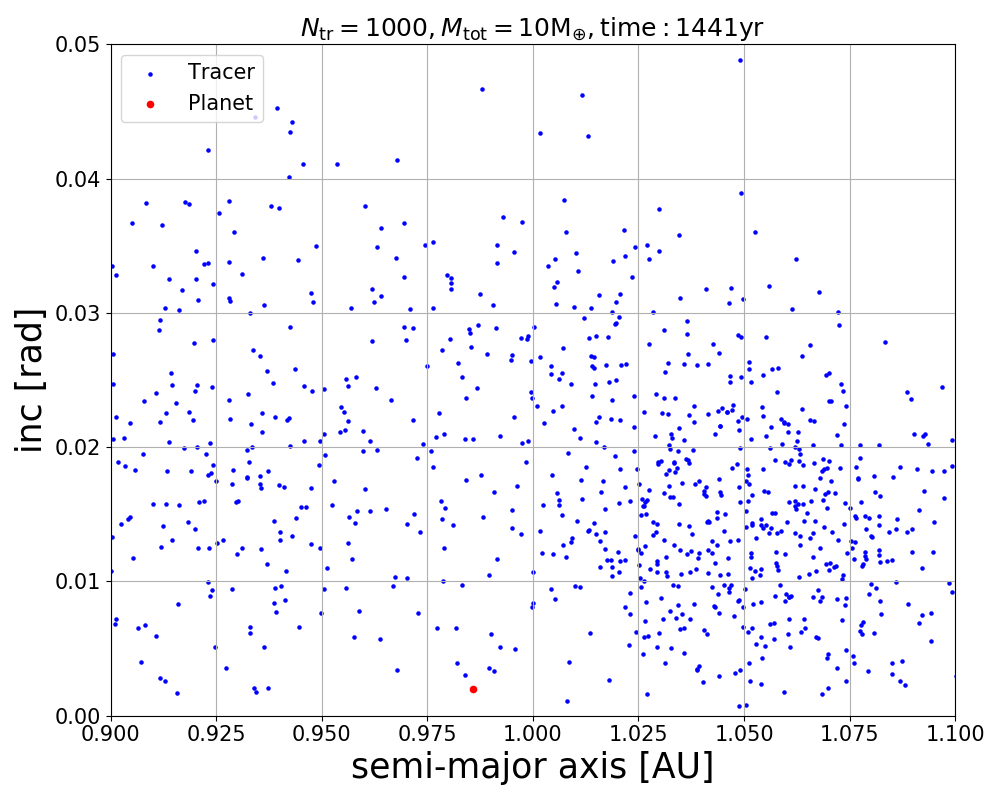 N_tr = 1000, M_tot = 10M_⊕, time : 1441yr
0.05
Tracer
Planet
0.04
0.03
inc [rad]
0.02
0.01
0.00
0.900 0.925 0.950 0.975 1.000 1.025 1.050 1.075 1.100
semi-major axis [AU]